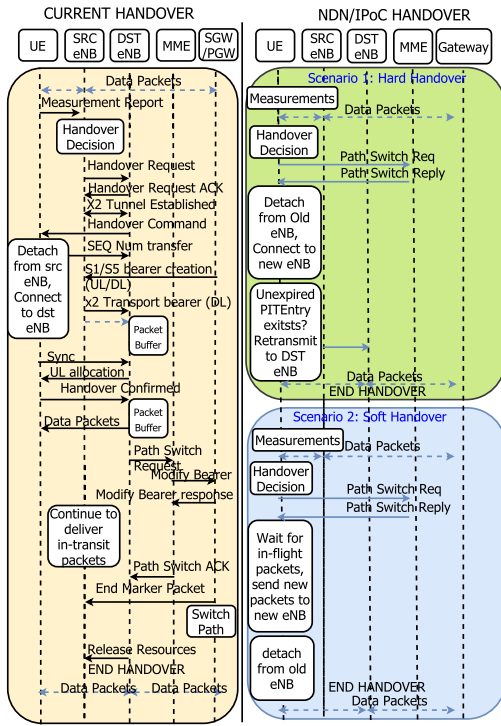 CURRENT HANDOVER
UE
SRC
eNB
DST
eNB
MME
SGW
/PGW
Data Packets
Measurement Report
Handover
Decision
Handover Request
Handover Request ACK
X2 Tunnel Established
Handover Command
Detach
from src
eNB,
Connect
to dst
eNB
SEQ Num transfer
S1/S5 bearer creation
(UL/DL)
x2 Transport bearer (DL)
Packet
Buffer
Sync
UL allocation
Handover Confirmed
Packet
Buffer
Data Packets
Path Switch
Request
Modify Bearer
Modify Bearer response
Continue to
deliver
in-transit
packets
Path Switch ACK
End Marker Packet
Switch
Path
Release Resources
END HANDOVER
Data Packets
Data Packets
NDN/IPoC HANDOVER
UE
SRC
eNB
DST
eNB
MME
Gateway
Scenario 1: Hard Handover
Measurements
Data Packets
Handover
Decision
Path Switch Req
Path Switch Reply
Detach
from Old
eNB,
Connect to
new eNB
Unexpired
PITEntry
exitsts?
Retransmit
to DST
eNB
Data Packets
END HANDOVER
Scenario 2: Soft Handover
Measurements
Data Packets
Handover
Decision
Path Switch Req
Path Switch Reply
Wait for
in-flight
packets,
send new
packets to
new eNB
detach
from old
eNB
END HANDOVER
Data Packets